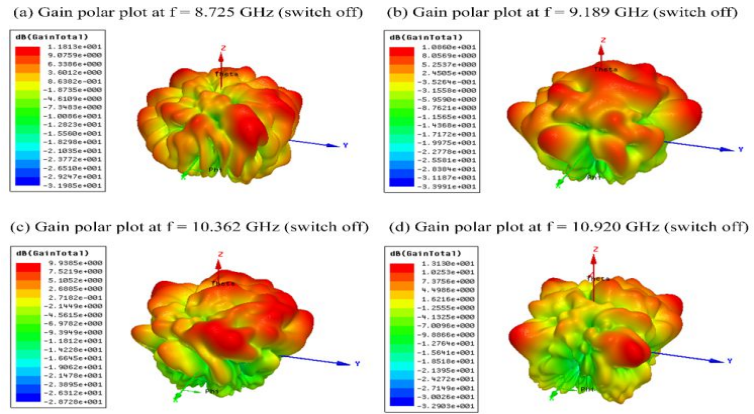 (a) Gain polar plot at f = 8.725 GHz (switch off)
dB(GainTotal)
1.1813e+001
9.0759e+000
6.3386e+000
3.6012e+000
8.6382e-001
-1.8735e+000
-4.6109e+000
-7.3483e+000
-1.0086e+001
-1.2823e+001
-1.5560e+001
-1.8298e+001
-2.1035e+001
-2.3772e+001
-2.6510e+001
-2.9247e+001
-3.1985e+001
Z
Theta
Y
X
Phi
(b) Gain polar plot at f = 9.189 GHz (switch off)
dB(GainTotal)
1.0860e+001
8.0569e+000
5.2537e+000
2.4505e+000
-3.5264e-001
-3.1558e+000
-5.9590e+000
-8.7621e+000
-1.1565e+001
-1.4368e+001
-1.7172e+001
-1.9975e+001
-2.2778e+001
-2.5581e+001
-2.8384e+001
-3.1187e+001
-3.3991e+001
Z
Theta
Y
X
Phi
(c) Gain polar plot at f = 10.362 GHz (switch off)
dB(GainTotal)
9.9385e+000
7.5219e+000
5.1052e+000
2.6885e+000
2.7182e-001
-2.1449e+000
-4.5615e+000
-6.9782e+000
-9.3949e+000
-1.1812e+001
-1.4228e+001
-1.6645e+001
-1.9062e+001
-2.1478e+001
-2.3895e+001
-2.6312e+001
-2.8728e+001
Z
Theta
Y
Phi
(d) Gain polar plot at f = 10.920 GHz (switch off)
dB(GainTotal)
1.3130e+001
1.0253e+001
7.3756e+000
4.4986e+000
1.6216e+000
-1.2555e+000
-4.1325e+000
-7.0096e+000
-9.8866e+000
-1.2764e+001
-1.5641e+001
-1.8518e+001
-2.1395e+001
-2.4272e+001
-2.7149e+001
-3.0026e+001
-3.2903e+001
Z
Theta
Y
Phi